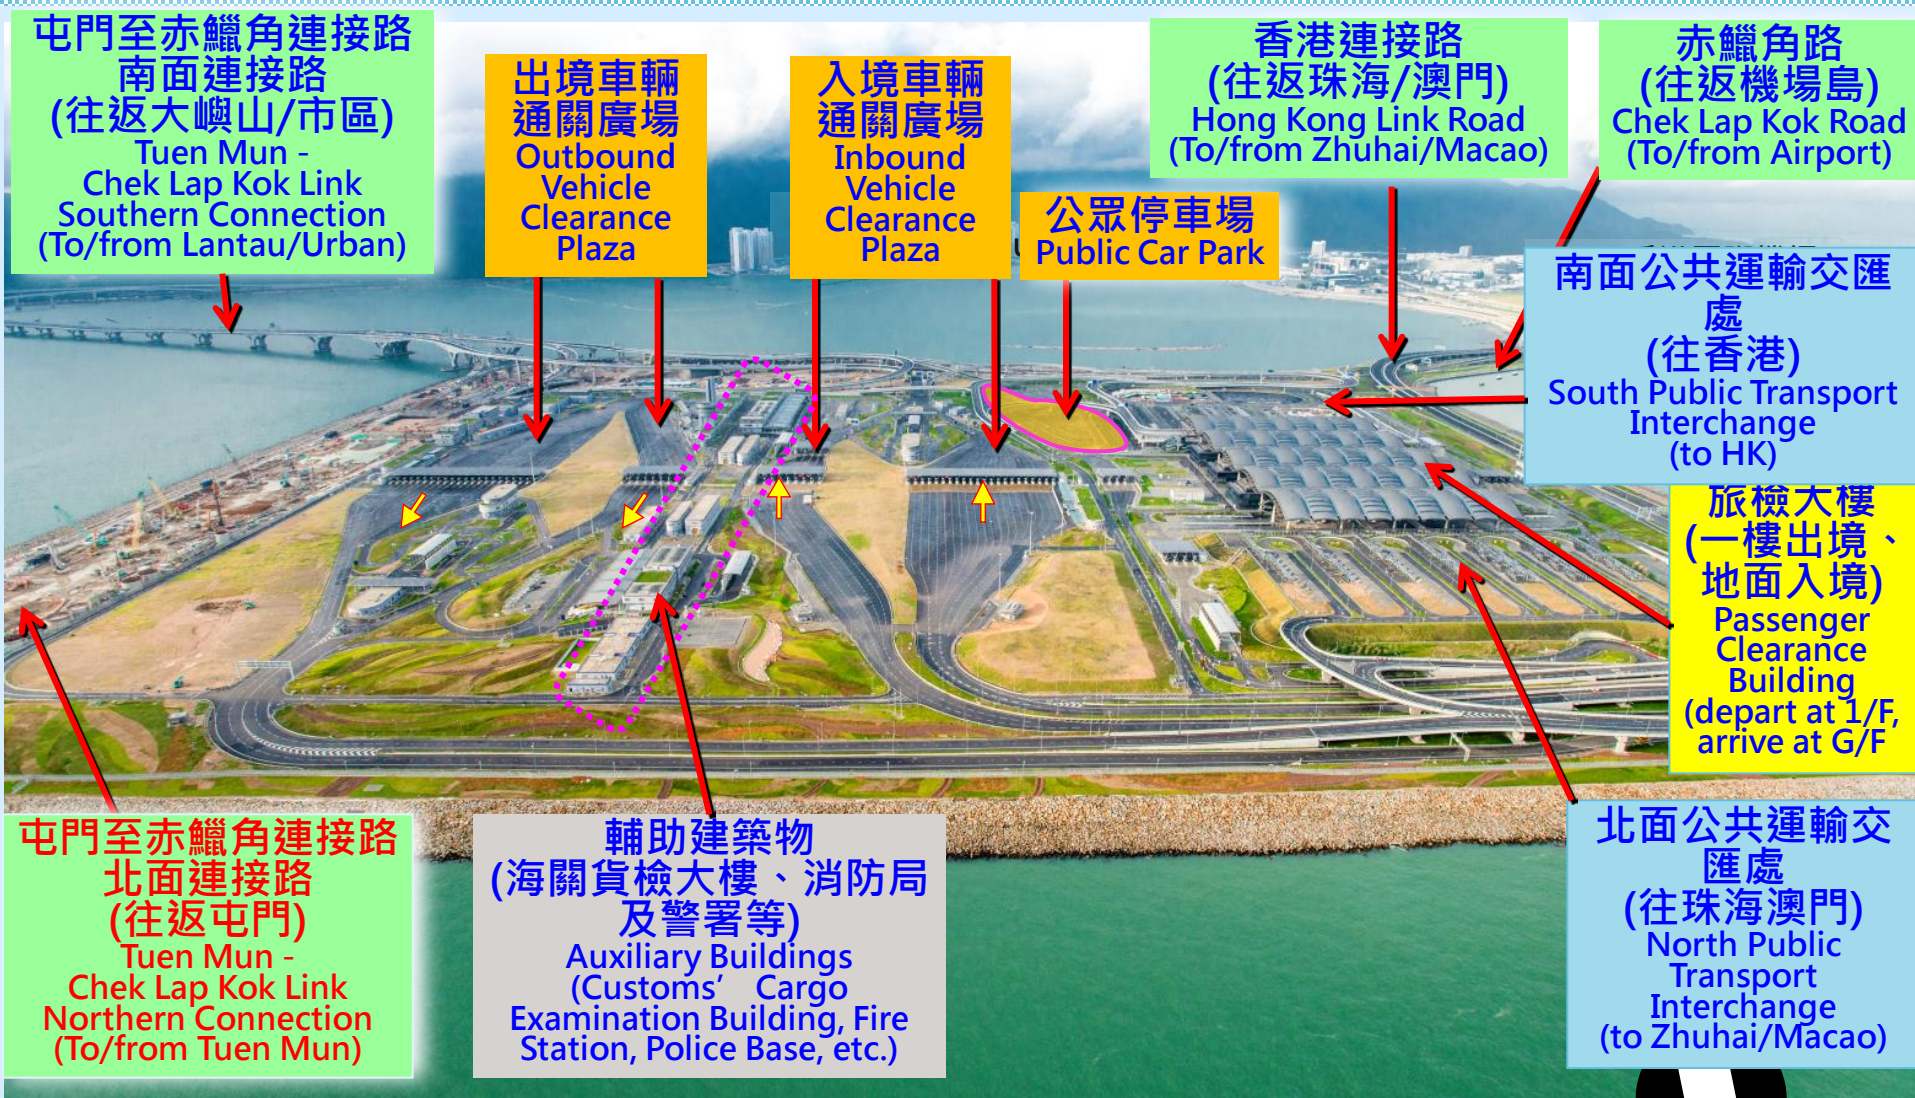 屯門至赤鱲角連接路
南面連接路
(往返大嶼山/市區)
Tuen Mun -
Chek Lap Kok Link
Southern Connection
(To/from Lantau/Urban)
出境車輛
通關廣場
Outbound
Vehicle
Clearance
Plaza
入境車輛
通關廣場
Inbound
Vehicle
Clearance
Plaza
公眾停車場
Public Car Park
香港連接路
(往返珠海/澳門)
Hong Kong Link Road
(To/from Zhuhai/Macao)
赤鱲角路
(往返機場島)
Chek Lap Kok Road
(To/from Airport)
南面公共運輸交匯
處
(往香港)
South Public Transport
Interchange
(to HK)
旅檢大樓
(一樓出境、
地面入境)
Passenger
Clearance
Building
(depart at 1/F,
arrive at G/F
屯門至赤鱲角連接路
北面連接路
(往返屯門)
Tuen Mun -
Chek Lap Kok Link
Northern Connection
(To/from Tuen Mun)
輔助建築物
(海關貨檢大樓、消防局
及警署等)
Auxiliary Buildings
(Customs’ Cargo
Examination Building, Fire
Station, Police Base, etc.)
北面公共運輸交
匯處
(往珠海澳門)
North Public
Transport
Interchange
(to Zhuhai/Macao)